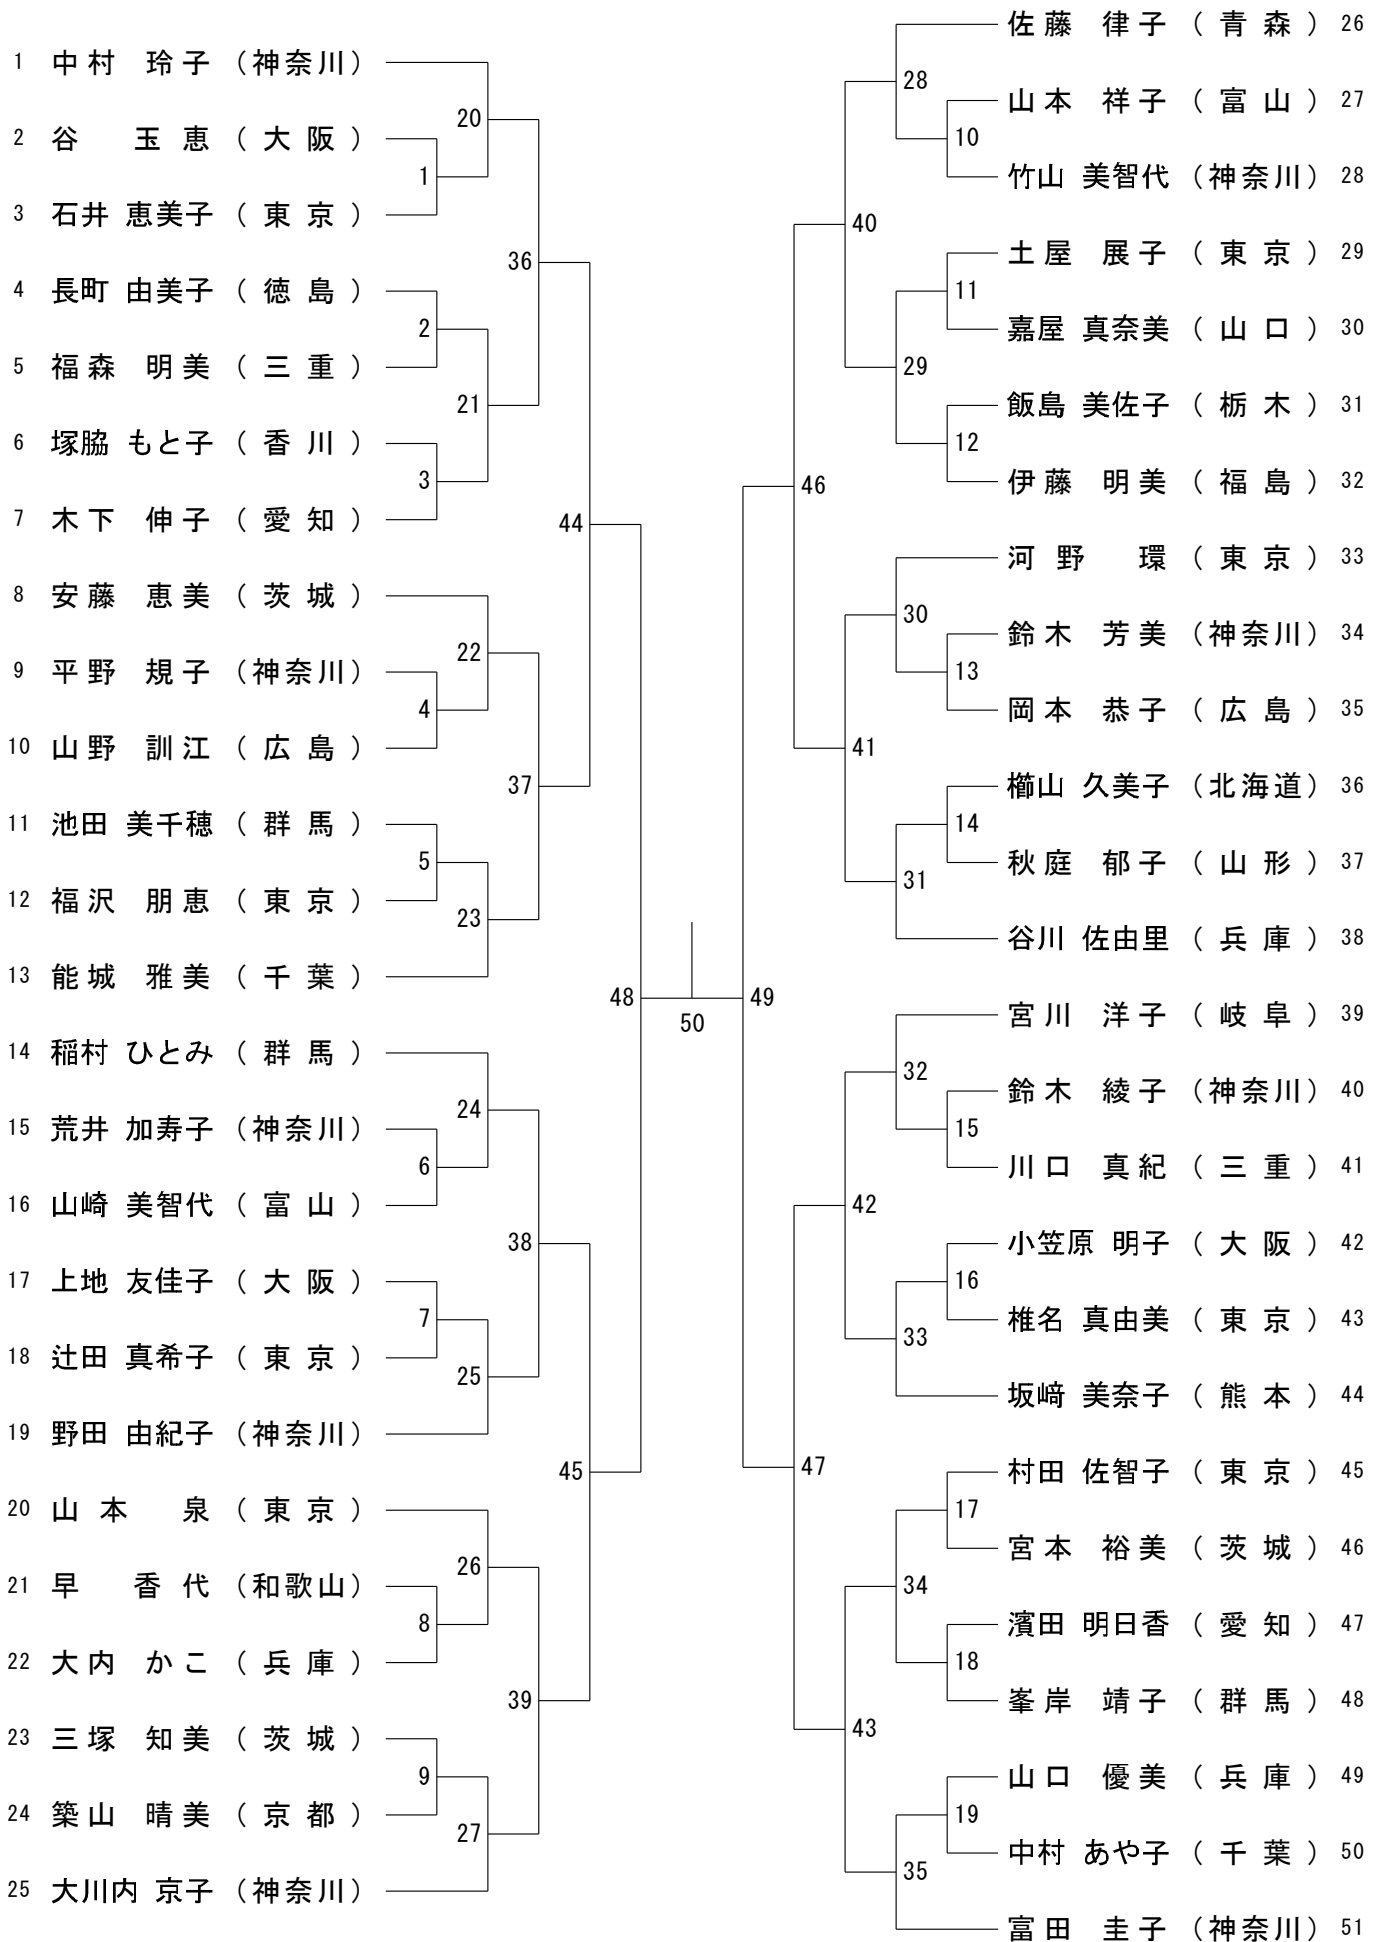 1 中村 玲子 (神奈川)
2 谷 玉恵 (大阪)
3 石井 恵美子 (東京)
4 長町 由美子 (徳島)
5 福森 明美 (三重)
6 塚脇 もと子 (香川)
7 木下 伸子 (愛知)
8 安藤 恵美 (茨城)
9 平野 規子 (神奈川)
10 山野 訓江 (広島)
11 池田 美千穂 (群馬)
12 福沢 朋恵 (東京)
13 能城 雅美 (千葉)
14 稲村 ひとみ (群馬)
15 荒井 加寿子 (神奈川)
16 山崎 美智代 (富山)
17 上地 友佳子 (大阪)
18 辻田 真希子 (東京)
19 野田 由紀子 (神奈川)
20 山本 泉 (東京)
21 早 香代 (和歌山)
22 大内 かこ (兵庫)
23 三塚 知美 (茨城)
24 築山 晴美 (京都)
25 大川内 京子 (神奈川)
1
2
3
4
5
6
7
8
9
20
21
22
23
24
25
26
27
36
37
38
39
44
45
48
50
49
46
47
40
41
42
43
28
29
30
31
32
33
34
35
10
11
12
13
14
15
16
17
18
19
佐藤 律子 (青森) 26
山本 祥子 (富山) 27
竹山 美智代 (神奈川) 28
土屋 展子 (東京) 29
嘉屋 真奈美 (山口) 30
飯島 美佐子 (栃木) 31
伊藤 明美 (福島) 32
河野 環 (東京) 33
鈴木 芳美 (神奈川) 34
岡本 恭子 (広島) 35
櫛山 久美子 (北海道) 36
秋庭 郁子 (山形) 37
谷川 佐由里 (兵庫) 38
宮川 洋子 (岐阜) 39
鈴木 綾子 (神奈川) 40
川口 真紀 (三重) 41
小笠原 明子 (大阪) 42
椎名 真由美 (東京) 43
坂﨑 美奈子 (熊本) 44
村田 佐智子 (東京) 45
宮本 裕美 (茨城) 46
濱田 明日香 (愛知) 47
峯岸 靖子 (群馬) 48
山口 優美 (兵庫) 49
中村 あや子 (千葉) 50
富田 圭子 (神奈川) 51